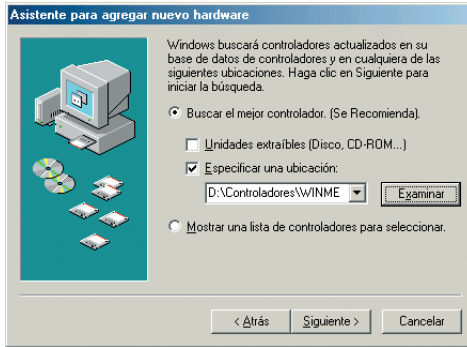 Asistente para agregar nuevo hardware
Windows buscará controladores actualizados en su
base de datos de controladores y en cualquiera de las
siguientes ubicaciones. Haga clic en Siguiente para
iniciar la búsqueda.
Buscar el mejor controlador. (Se Recomienda).
Unidades extraíbles (Disco, CD-ROM...)
Especificar una ubicación:
D:\Controladores\WINME
Examinar
Mostrar una lista de controladores para seleccionar.
< Atrás
Siguiente >
Cancelar